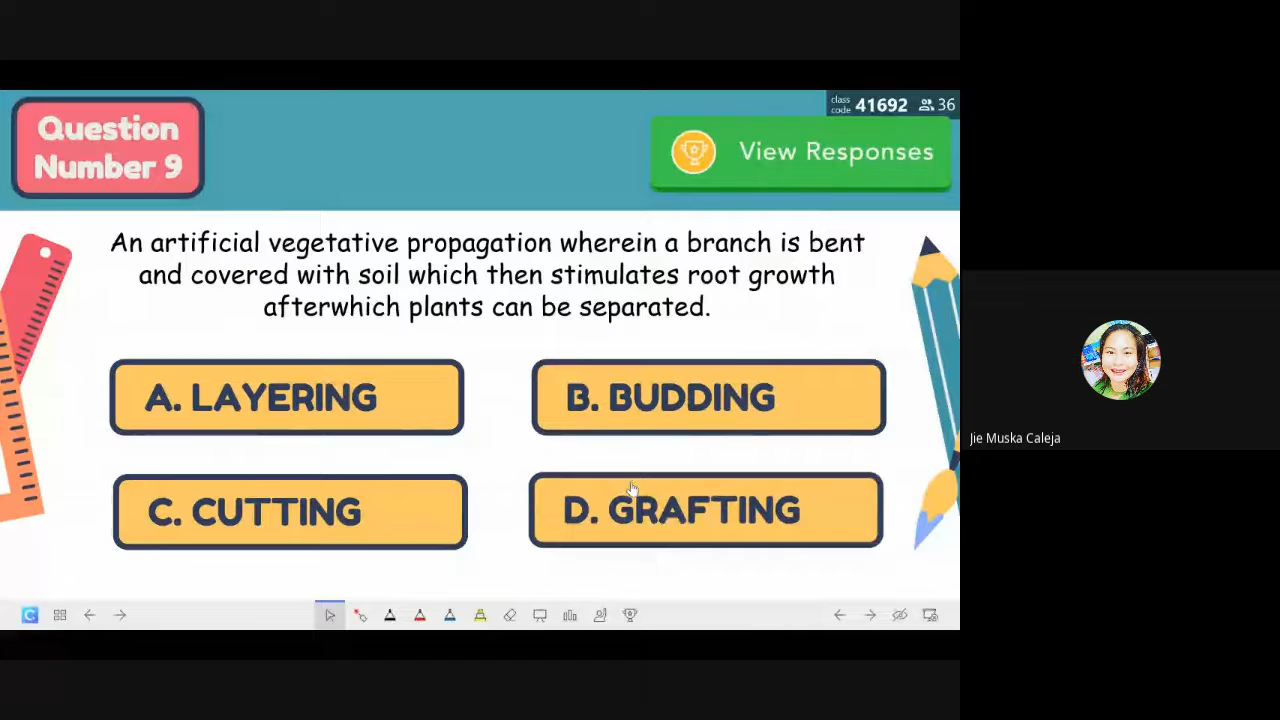 Question
Number 9
class
code 41692 36
View Responses
An artificial vegetative propagation wherein a branch is bent
and covered with soil which then stimulates root growth
afterwhich plants can be separated.
A. LAYERING
B. BUDDING
C. CUTTING
D. GRAFTING
Jie Muska Caleja